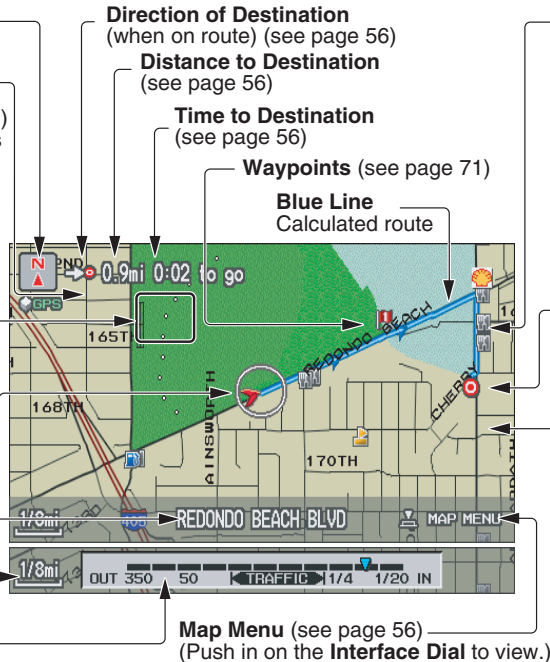 Direction of Destination
(when on route) (see page 56)
Distance to Destination
(see page 56)
)
s
Time to Destination
(see page 56)
Waypoints (see page 71)
Blue Line
Calculated route
N
OND
0.9mi 0:02 to go
GPS
165T
REDONDO BEACH
168TH
AINSWORTH
CHERRY
170TH
1/8mi
405
REDONDO BEACH BLVD
MAP MENU
1/8mi
OUT 350 50 TRAFFIC 1/4 1/20 IN
Map Menu (see page 56)
(Push in on the Interface Dial to view.)